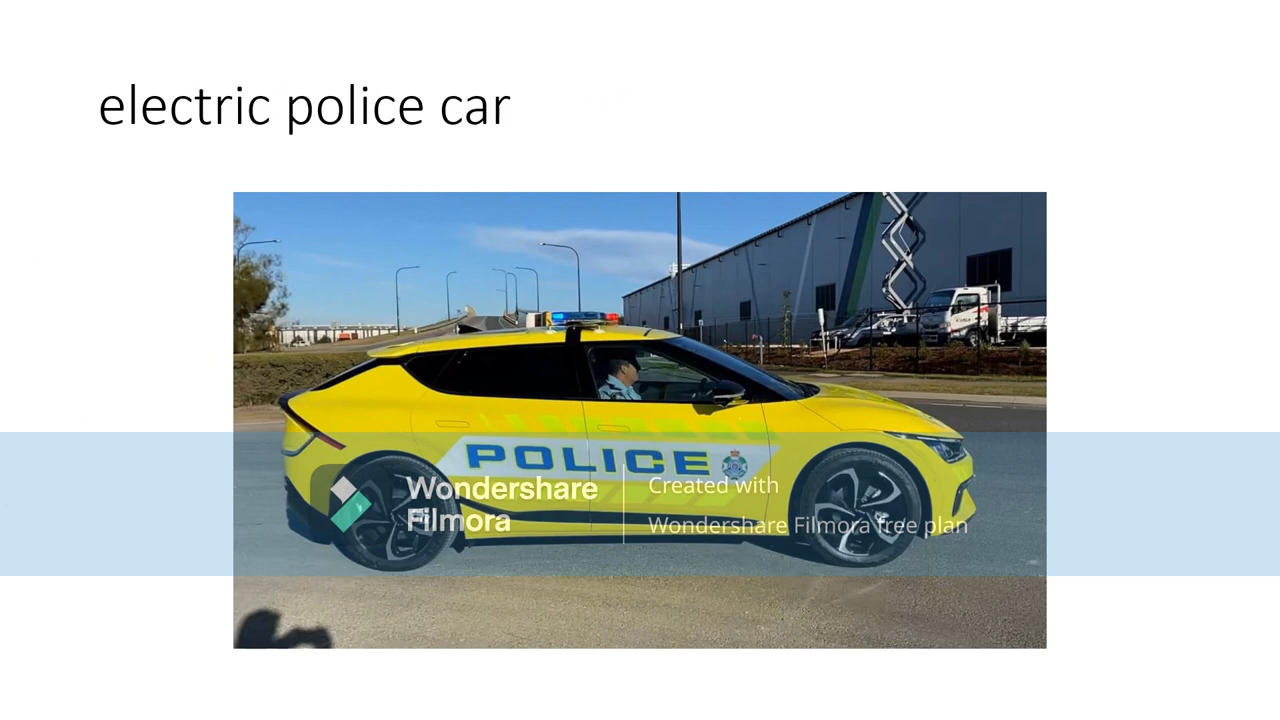 electric police car
POLICE
Wondershare
Filmora
Created with
Wondershare Filmora free plan